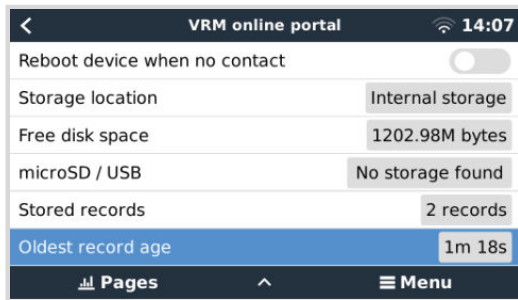 VRM online portal 14:07
Reboot device when no contact
Storage location Internal storage
Free disk space 1202.98M bytes
microSD / USB No storage found
Stored records 2 records
Oldest record age 1m 18s
Pages Menu